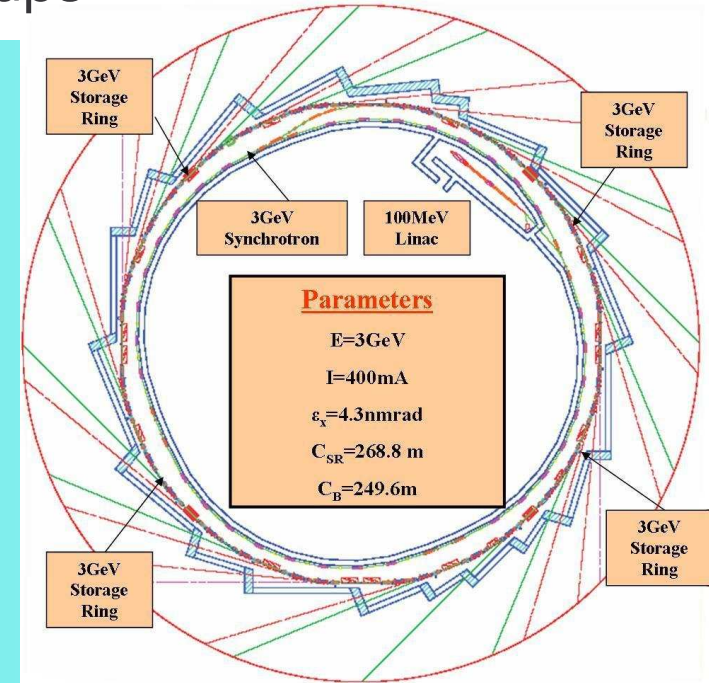 3GeV
Storage
Ring
3GeV
Storage
Ring
3GeV
Synchrotron
100MeV
Linac
Parameters
E=3GeV
I=400mA
εx=4.3nmrad
CSR=268.8 m
CB=249.6m
3GeV
Storage
Ring
3GeV
Storage
Ring